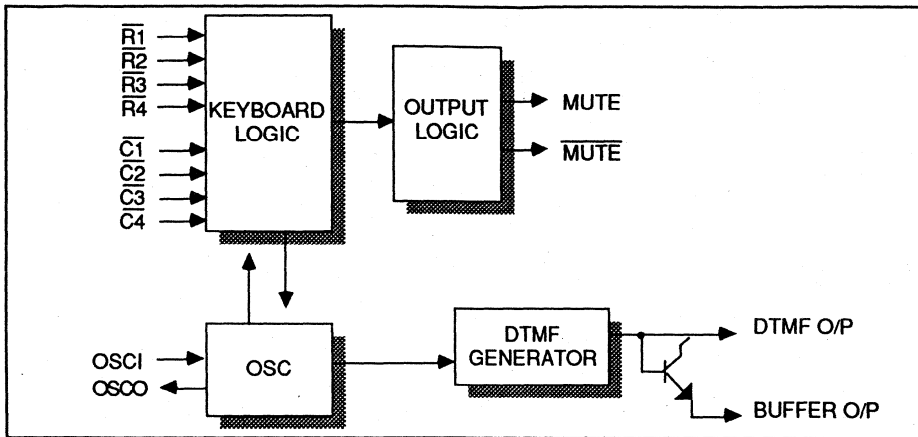 R1
R2
R3
R4
C1
C2
C3
C4
KEYBOARD
LOGIC
OUTPUT
LOGIC
MUTE
MUTE
OSCI
OSCO
OSC
DTMF
GENERATOR
DTMF O/P
BUFFER O/P